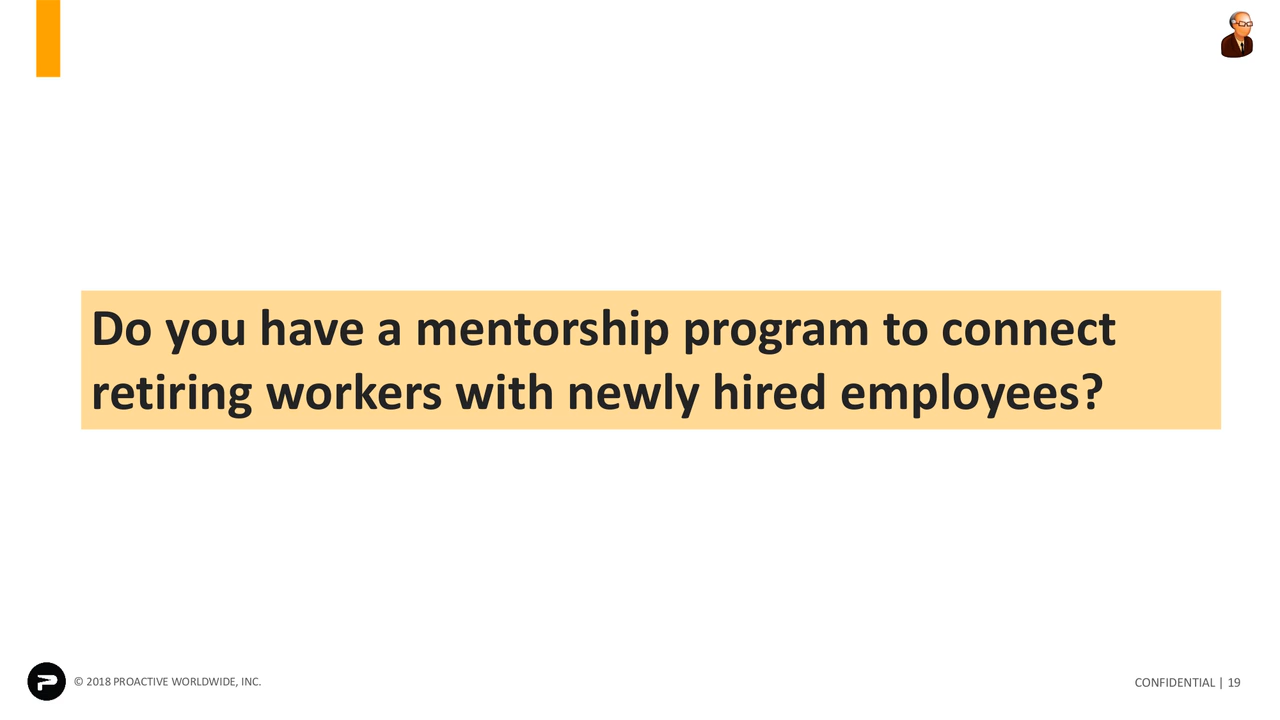 Do you have a mentorship program to connect
retiring workers with newly hired employees?
© 2018 PROACTIVE WORLDWIDE, INC.
CONFIDENTIAL | 19